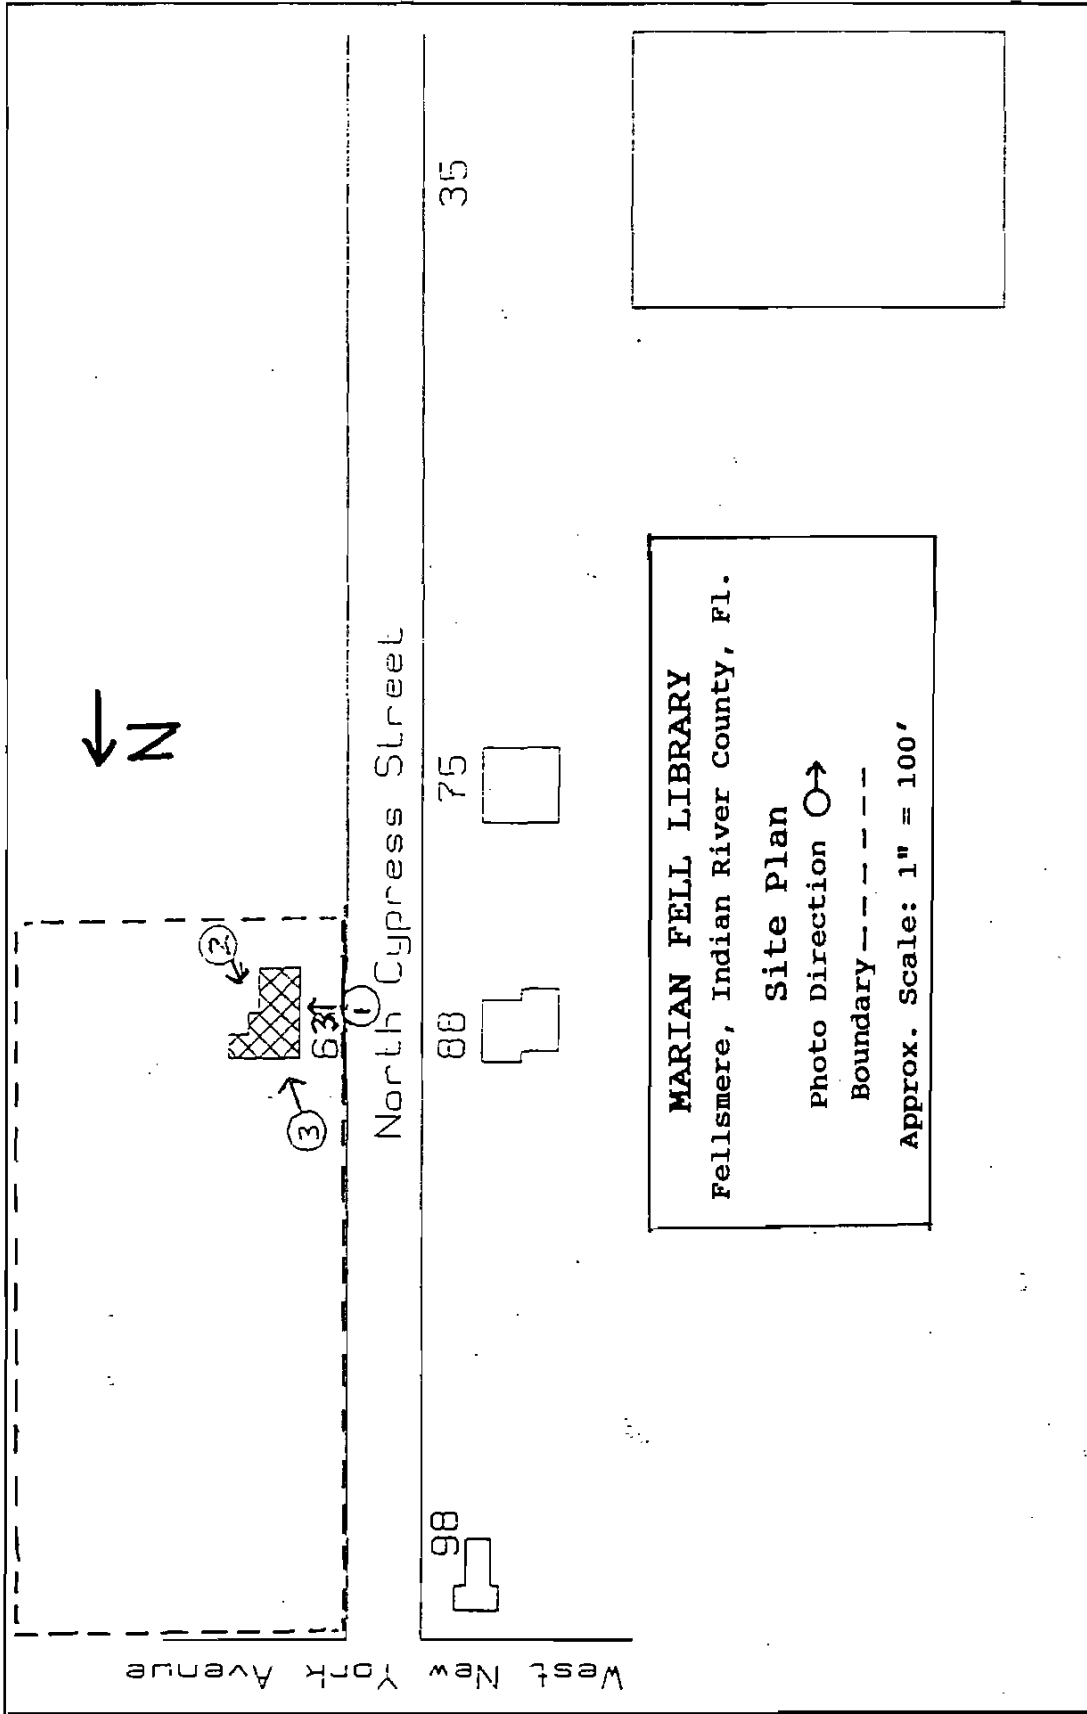 N
35
75
88
98
②
①
③
North Cypress Street
West New York Avenue
MARIAN FELL LIBRARY
Fellsmere, Indian River County, Fl.
Site Plan
Photo Direction
Boundary
Approx. Scale: 1" = 100'